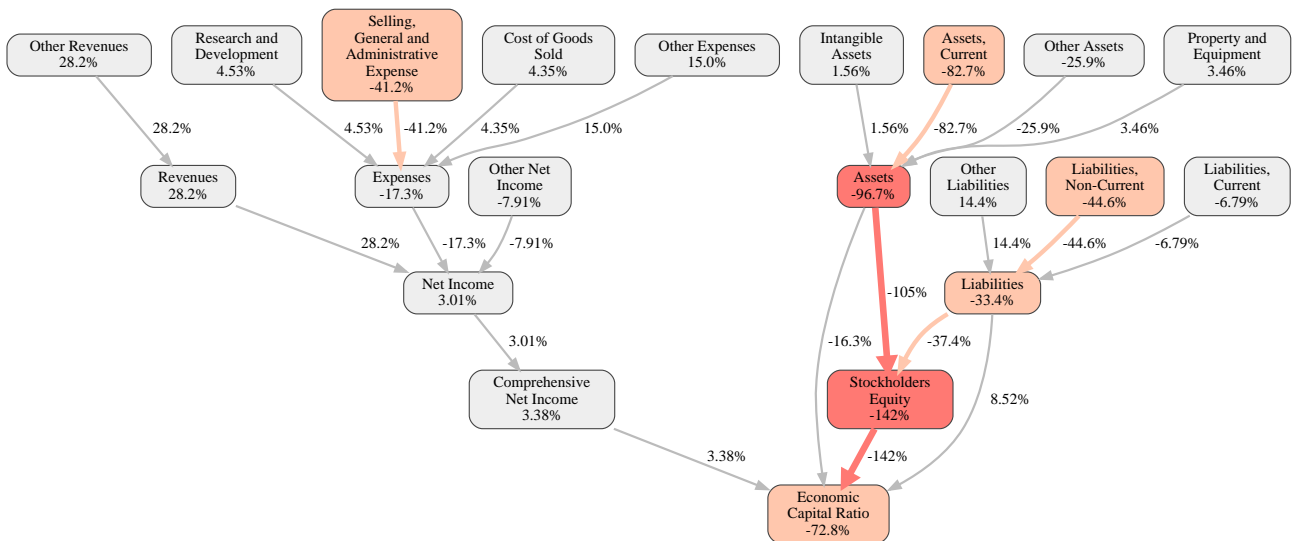 Other Revenues
28.2%
Research and
Development
4.53%
Selling,
General and
Administrative
Expense
-41.2%
Cost of Goods
Sold
4.35%
Other Expenses
15.0%
Intangible
Assets
1.56%
Assets,
Current
-82.7%
Other Assets
-25.9%
Property and
Equipment
3.46%
28.2%
4.53%
-41.2%
4.35%
15.0%
1.56%
-82.7%
-25.9%
3.46%
Revenues
28.2%
Expenses
-17.3%
Other Net
Income
-7.91%
Assets
-96.7%
Other
Liabilities
14.4%
Liabilities,
Non-Current
-44.6%
Liabilities,
Current
-6.79%
28.2%
-17.3%
-7.91%
14.4%
-44.6%
-6.79%
Net Income
3.01%
-105%
Liabilities
-33.4%
3.01%
-16.3%
-37.4%
Comprehensive
Net Income
3.38%
Stockholders
Equity
-142%
8.52%
3.38%
-142%
Economic
Capital Ratio
-72.8%